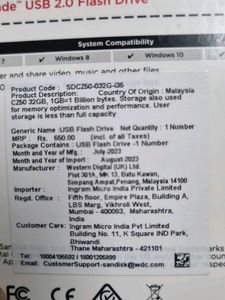 ade™ USB 2.0 Flash Drive
System Compatibility
7 ✓ Windows 8 ✓ Windows 10 ✓
er and share video, music and other files
Product Code : SDCZ50-032G-I35
Product Description: Country Of Origin : Malaysia
CZ50 32GB, 1GB=1 Billion bytes. Storage also used
for memory optimization and performance. User
storage is less than full capacity
Generic Name :USB Flash Drive Net Quantity : 1 Number
MRP : Rs. 650.00 (incl. of all Taxes)
Package Contains : USB Flash Drive -1 Number
Month and Year of Mfg : July-2023
Month and Year of Import : August-2023
Manufacturer : Western Digital (UK) Ltd.
Plat 301A, MK 13, Batu Kawan,
Simpang Ampat, Penang, Malaysia 14100
Importer : Ingram Micro India Private Limited
Regd. Office : Fifth floor, Empire Plaza, Building A,
LBS Marg, Vikhroli West,
Mumbai - 400083, Maharashtra,
India
Customer Care: Ingram Micro India Pvt Limited
Building No. 11, K Square IND Park,
Bhiwandi
Thane Maharashtra - 421101
Tel : 18004195592 / 18001205899
Email : CustomerSupport-sandisk@wdc.com